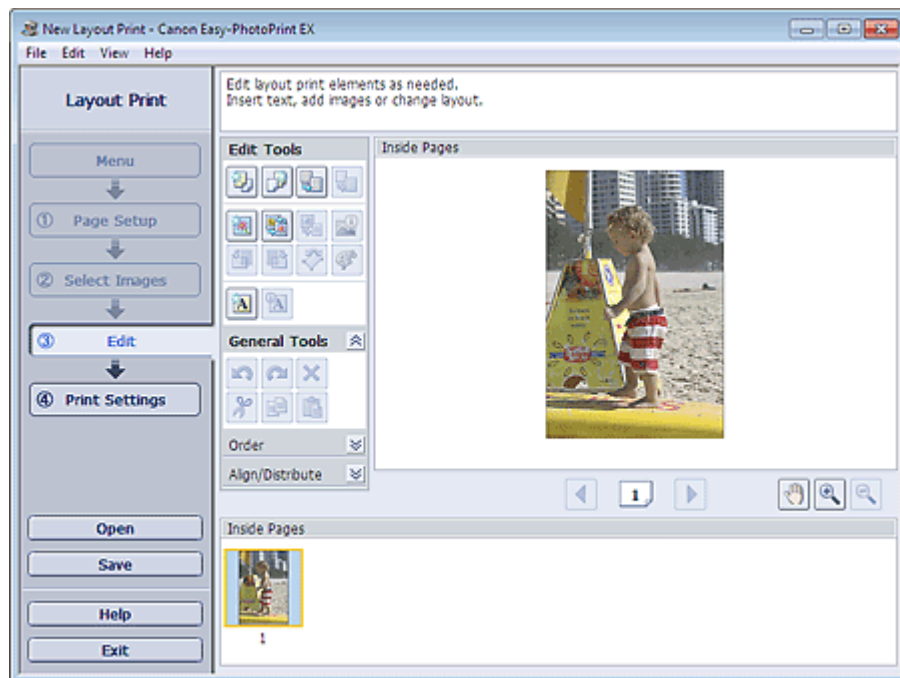 New Layout Print - Canon Easy-PhotoPrint EX
File Edit View Help
Layout Print
Edit layout print elements as needed.
Insert text, add images or change layout.
Menu
① Page Setup
② Select Images
③ Edit
④ Print Settings
Open
Save
Help
Exit
Edit Tools
A A
General Tools
Order
Align/Distribute
Inside Pages
1
Inside Pages
1